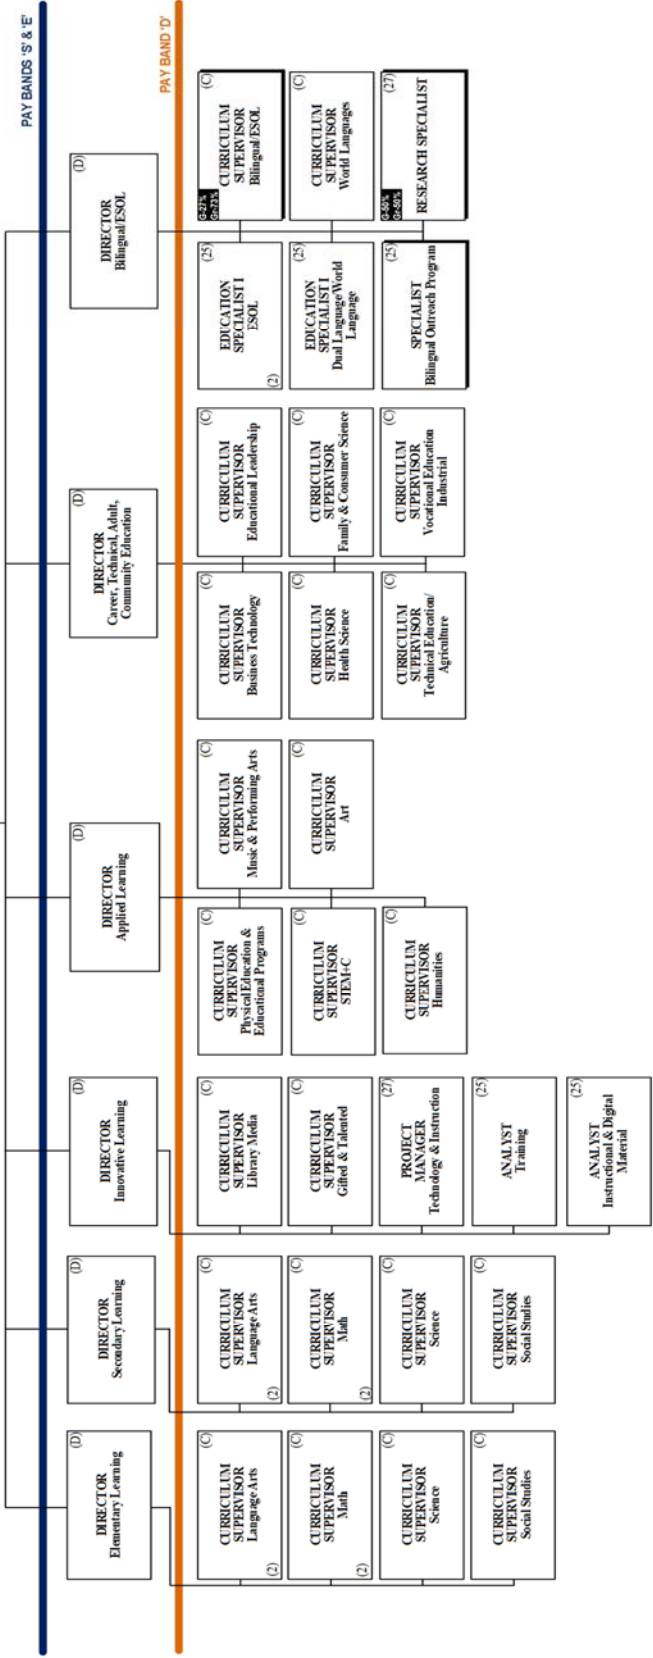 PAY BANDS 'S' & 'E'
(D)
DIRECTOR
Elementary Learning
(D)
DIRECTOR
Secondary Learning
(D)
DIRECTOR
Innovative Learning
(D)
DIRECTOR
Applied Learning
(D)
DIRECTOR
Career, Technical, Adult,
Community Education
(D)
DIRECTOR
Bilingual/ESOL
PAY BAND 'D'
(C)
CURRICULUM
SUPERVISOR
Language Arts
(2)
(C)
CURRICULUM
SUPERVISOR
Math
(2)
(C)
CURRICULUM
SUPERVISOR
Science
(C)
CURRICULUM
SUPERVISOR
Social Studies
(C)
CURRICULUM
SUPERVISOR
Language Arts
(2)
(C)
CURRICULUM
SUPERVISOR
Math
(2)
(C)
CURRICULUM
SUPERVISOR
Science
(C)
CURRICULUM
SUPERVISOR
Social Studies
(C)
CURRICULUM
SUPERVISOR
Library Media
(C)
CURRICULUM
SUPERVISOR
Gifted & Talented
(27)
PROJECT
MANAGER
Technology & Instruction
(25)
ANALYST
Training
(25)
ANALYST
Instructional & Digital
Material
(C)
CURRICULUM
SUPERVISOR
Physical Education &
Educational Programs
(C)
CURRICULUM
SUPERVISOR
Music & Performing Arts
(C)
CURRICULUM
SUPERVISOR
STEM+C
(C)
CURRICULUM
SUPERVISOR
Art
(C)
CURRICULUM
SUPERVISOR
Humanities
(C)
CURRICULUM
SUPERVISOR
Business Technology
(C)
CURRICULUM
SUPERVISOR
Educational Leadership
(C)
CURRICULUM
SUPERVISOR
Health Science
(C)
CURRICULUM
SUPERVISOR
Family & Consumer Science
(C)
CURRICULUM
SUPERVISOR
Technical Education/
Agriculture
(C)
CURRICULUM
SUPERVISOR
Vocational Education
Industrial
(25)
EDUCATION
SPECIALIST I
ESOL
(2)
G-27%
Gr-73%
(C)
CURRICULUM
SUPERVISOR
Bilingual/ESOL
(25)
EDUCATION
SPECIALIST I
Dual Language/World
Language
(C)
CURRICULUM
SUPERVISOR
World Languages
(25)
SPECIALIST
Bilingual Outreach Program
G-50%
Gr-50%
(27)
RESEARCH SPECIALIST